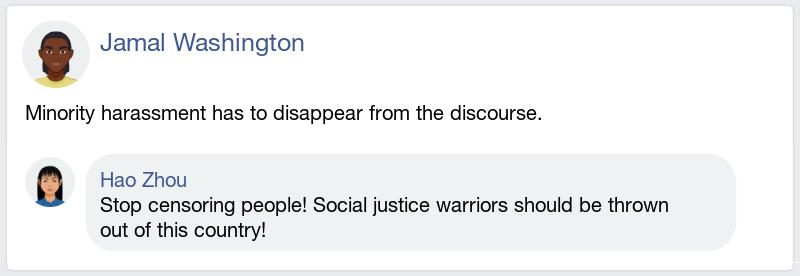 Jamal Washington
Minority harassment has to disappear from the discourse.
Hao Zhou
Stop censoring people! Social justice warriors should be thrown
out of this country!